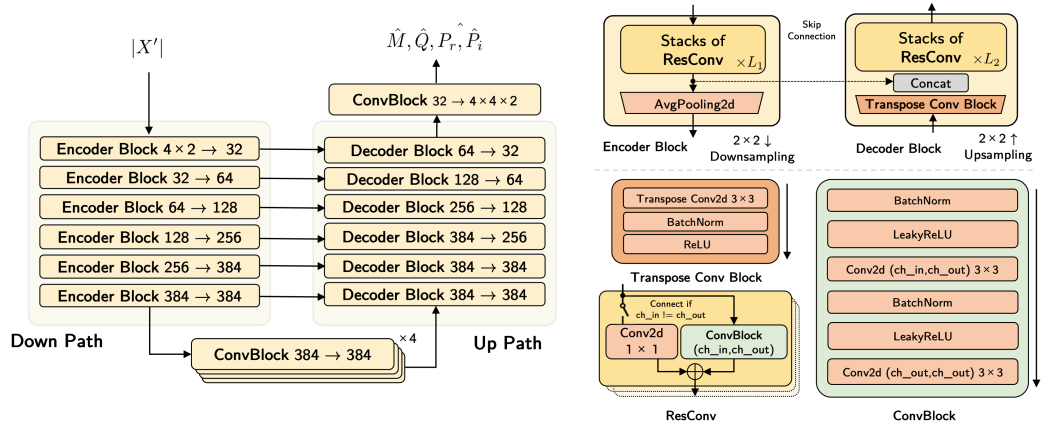 |X′|
M̂, Q̂, P̂_r, P̂_i
ConvBlock 32 → 4×4×2
Encoder Block 4×2 → 32
Encoder Block 32 → 64
Encoder Block 64 → 128
Encoder Block 128 → 256
Encoder Block 256 → 384
Encoder Block 384 → 384
Down Path
Decoder Block 64 → 32
Decoder Block 128 → 64
Decoder Block 256 → 128
Decoder Block 384 → 256
Decoder Block 384 → 384
Decoder Block 384 → 384
Up Path
ConvBlock 384 → 384
×4
Stacks of
ResConv ×L₁
AvgPooling2d
Encoder Block
2×2 ↓
Downsampling
Skip
Connection
Stacks of
ResConv ×L₂
Concat
Transpose Conv Block
Decoder Block
2×2 ↑
Upsampling
Transpose Conv2d 3×3
BatchNorm
ReLU
Transpose Conv Block
Connect if
ch_in != ch_out
Conv2d
1 × 1
ConvBlock
(ch_in,ch_out)
ResConv
BatchNorm
LeakyReLU
Conv2d (ch_in,ch_out) 3×3
BatchNorm
LeakyReLU
Conv2d (ch_out,ch_out) 3×3
ConvBlock